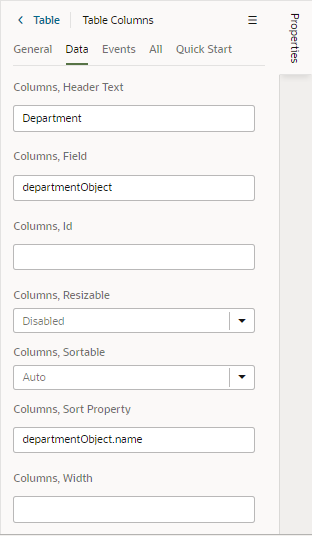 Table Table Columns
General Data Events All Quick Start
Columns, Header Text
Department
Columns, Field
departmentObject
Columns, Id
Columns, Resizable
Disabled
Columns, Sortable
Auto
Columns, Sort Property
departmentObject.name
Columns, Width
Properties